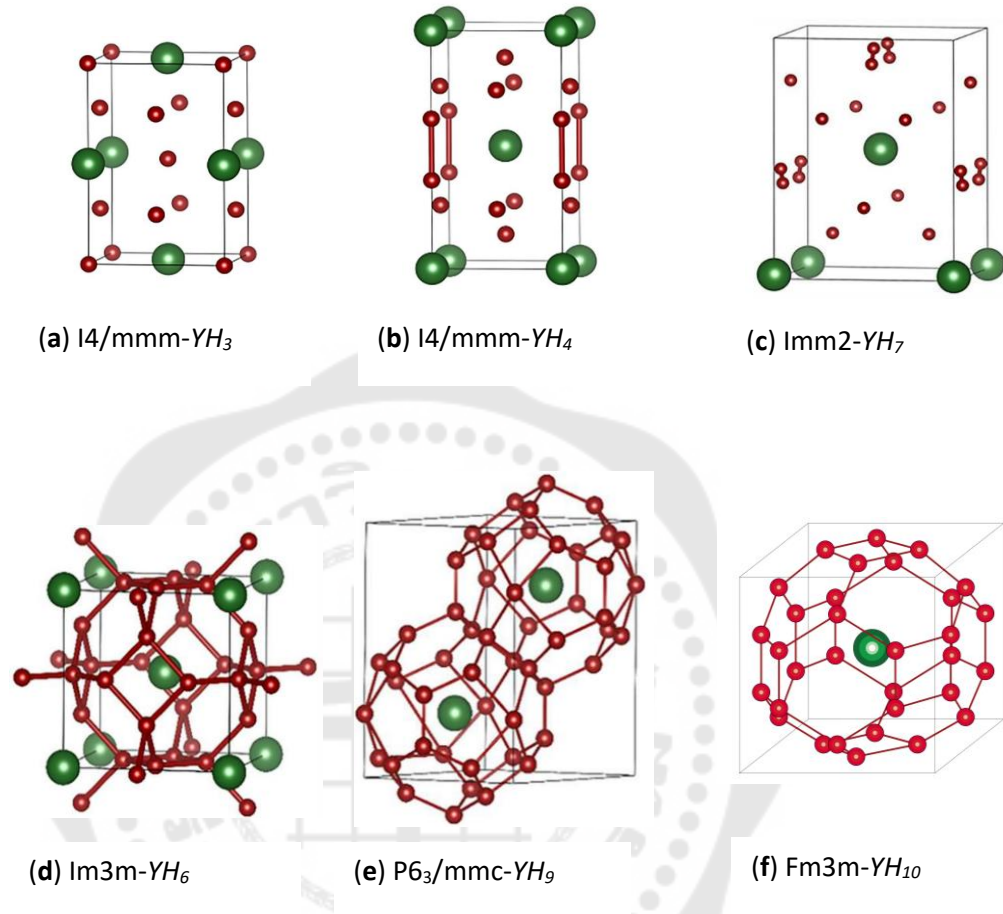 (a) I4/mmm-YH₃
(b) I4/mmm-YH₄
(c) Imm2-YH₇
(d) Im3m-YH₆
(e) P6₃/mmc-YH₉
(f) Fm3m-YH₁₀